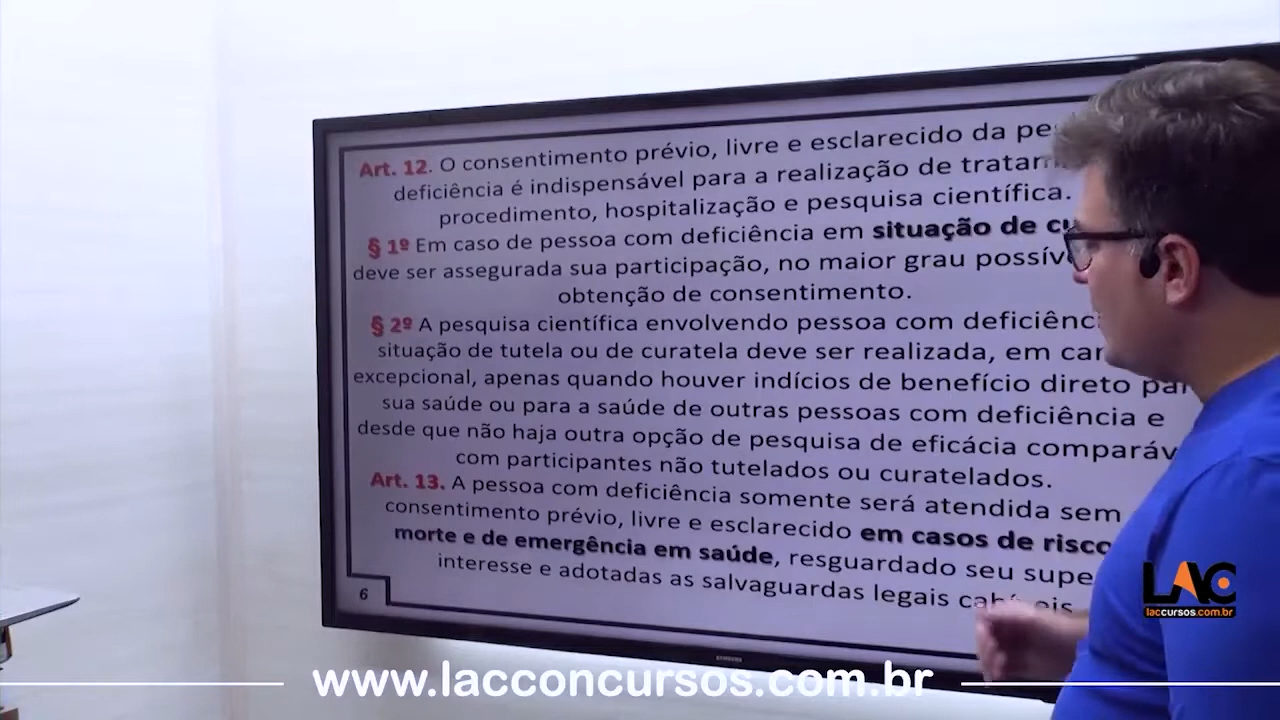 Art. 12. O consentimento prévio, livre e esclarecido da
deficiência é indispensável para a realização de
procedimento, hospitalização e pesquisa científica.
§ 1º Em caso de pessoa com deficiência em situação de
deve ser assegurada sua participação, no maior grau
obtenção de consentimento.
§ 2º A pesquisa científica envolvendo pessoa com
situação de tutela ou de curatela deve ser realizada, em
excepcional, apenas quando houver indícios de benefício direto
sua saúde ou para a saúde de outras pessoas com deficiência e
desde que não haja outra opção de pesquisa de eficácia
com participantes não tutelados ou curatelados.
Art. 13. A pessoa com deficiência somente será atendida sem
consentimento prévio, livre e esclarecido em casos de risco
morte e de emergência em saúde, resguardado seu
interesse e adotadas as salvaguardas legais
6
SAMSUNG
LAC
laccursos.com.br
www.lacconcursos.com.br